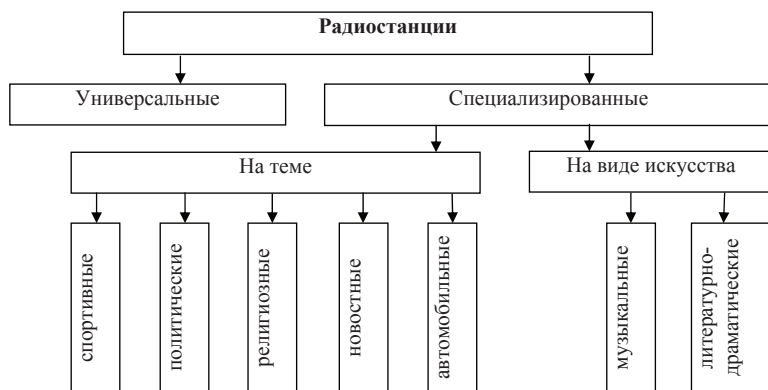 Радиостанции
Универсальные
Специализированные
На теме
На виде искусства
спортивные
политические
религиозные
новостные
автомобильные
музыкальные
литературно-
драматические